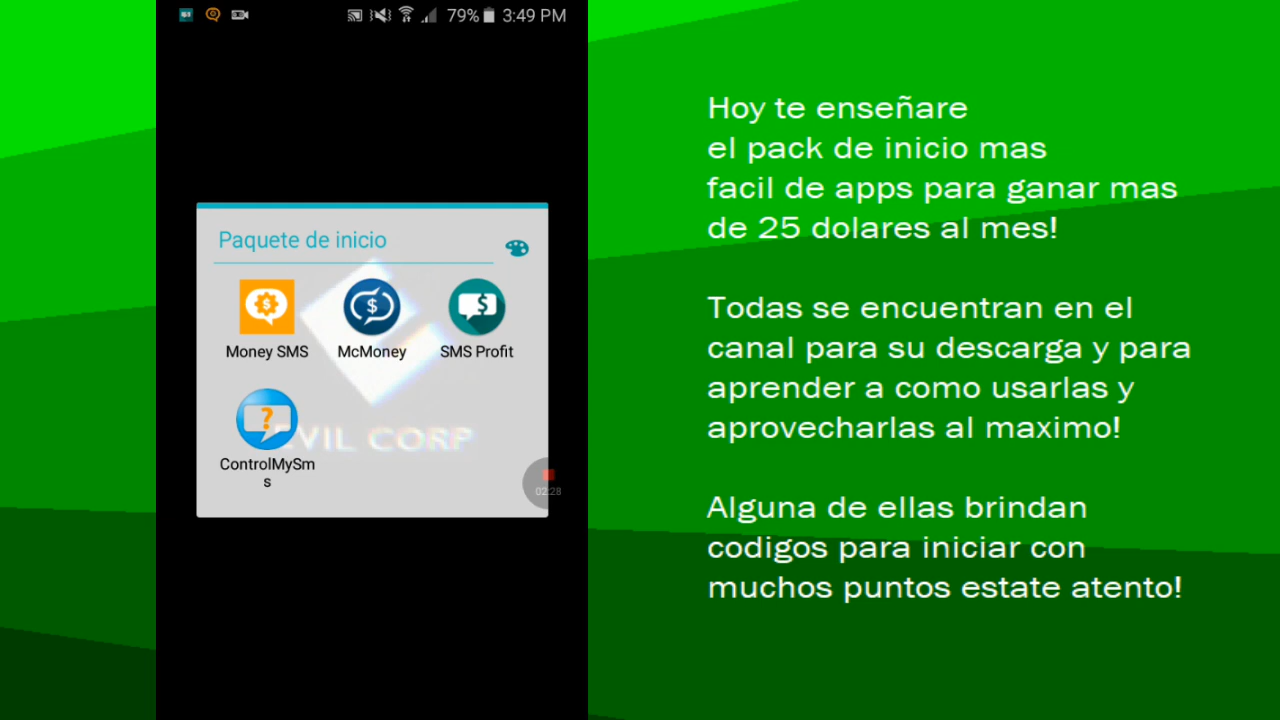 79% 3:49 PM
Paquete de inicio
Money SMS
McMoney
SMS Profit
EVIL CORP
ControlMySm
s
02:28
Hoy te enseñare
el pack de inicio mas
facil de apps para ganar mas
de 25 dolares al mes!
Todas se encuentran en el
canal para su descarga y para
aprender a como usarlas y
aprovecharlas al maximo!
Alguna de ellas brindan
codigos para iniciar con
muchos puntos estate atento!